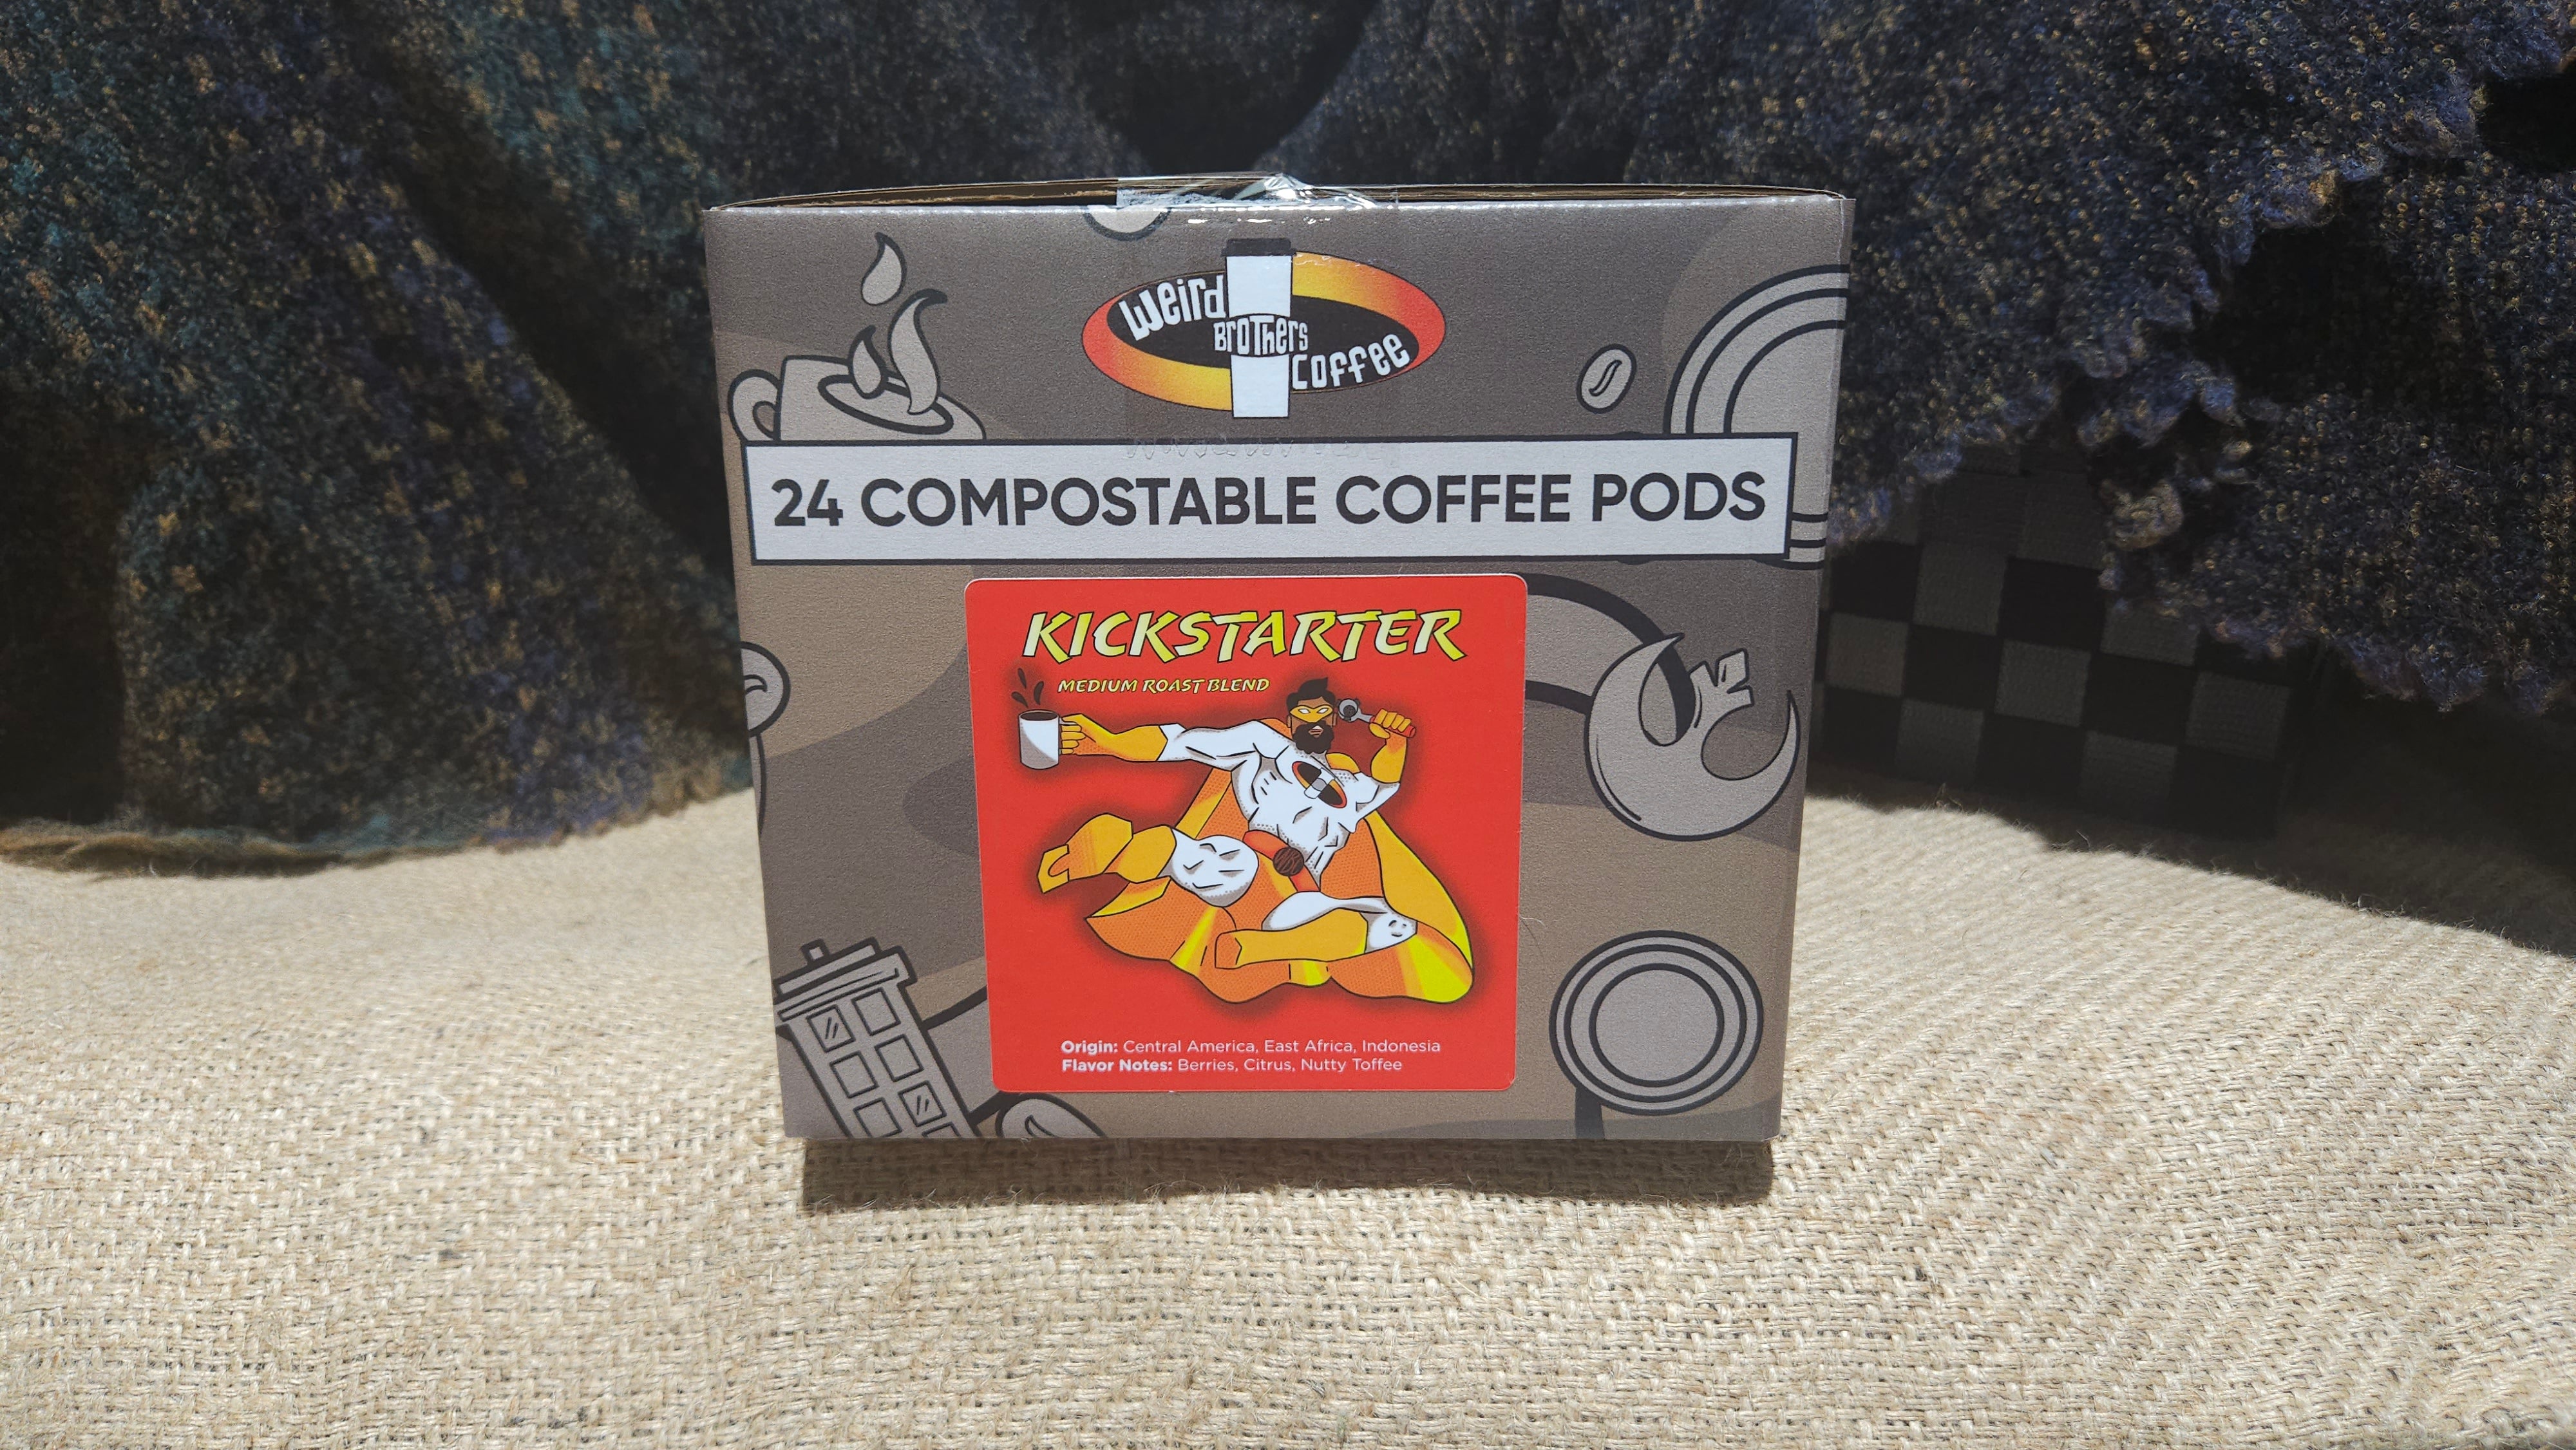 Weird
Brothers
Coffee
24 COMPOSTABLE COFFEE PODS
KICKSTARTER
MEDIUM ROAST BLEND
Origin: Central America, East Africa, Indonesia
Flavor Notes: Berries, Citrus, Nutty Toffee